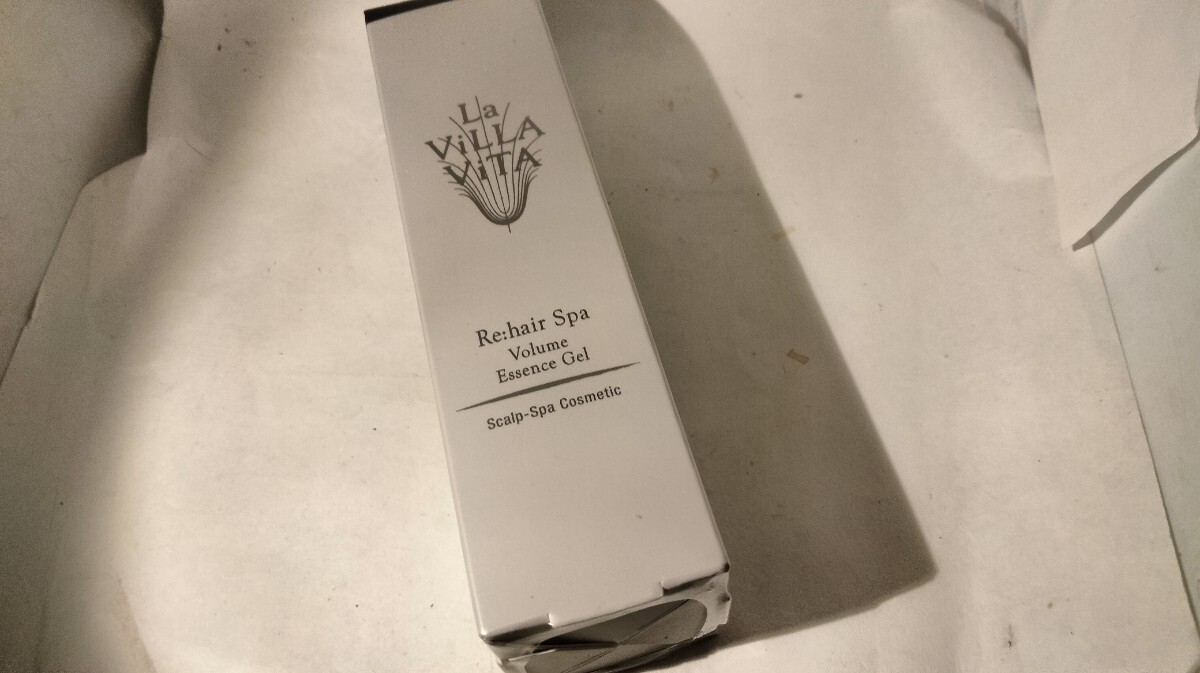 La
ViLLA
ViTA
Re:hair Spa
Volume
Essence Gel
Scalp-Spa Cosmetic